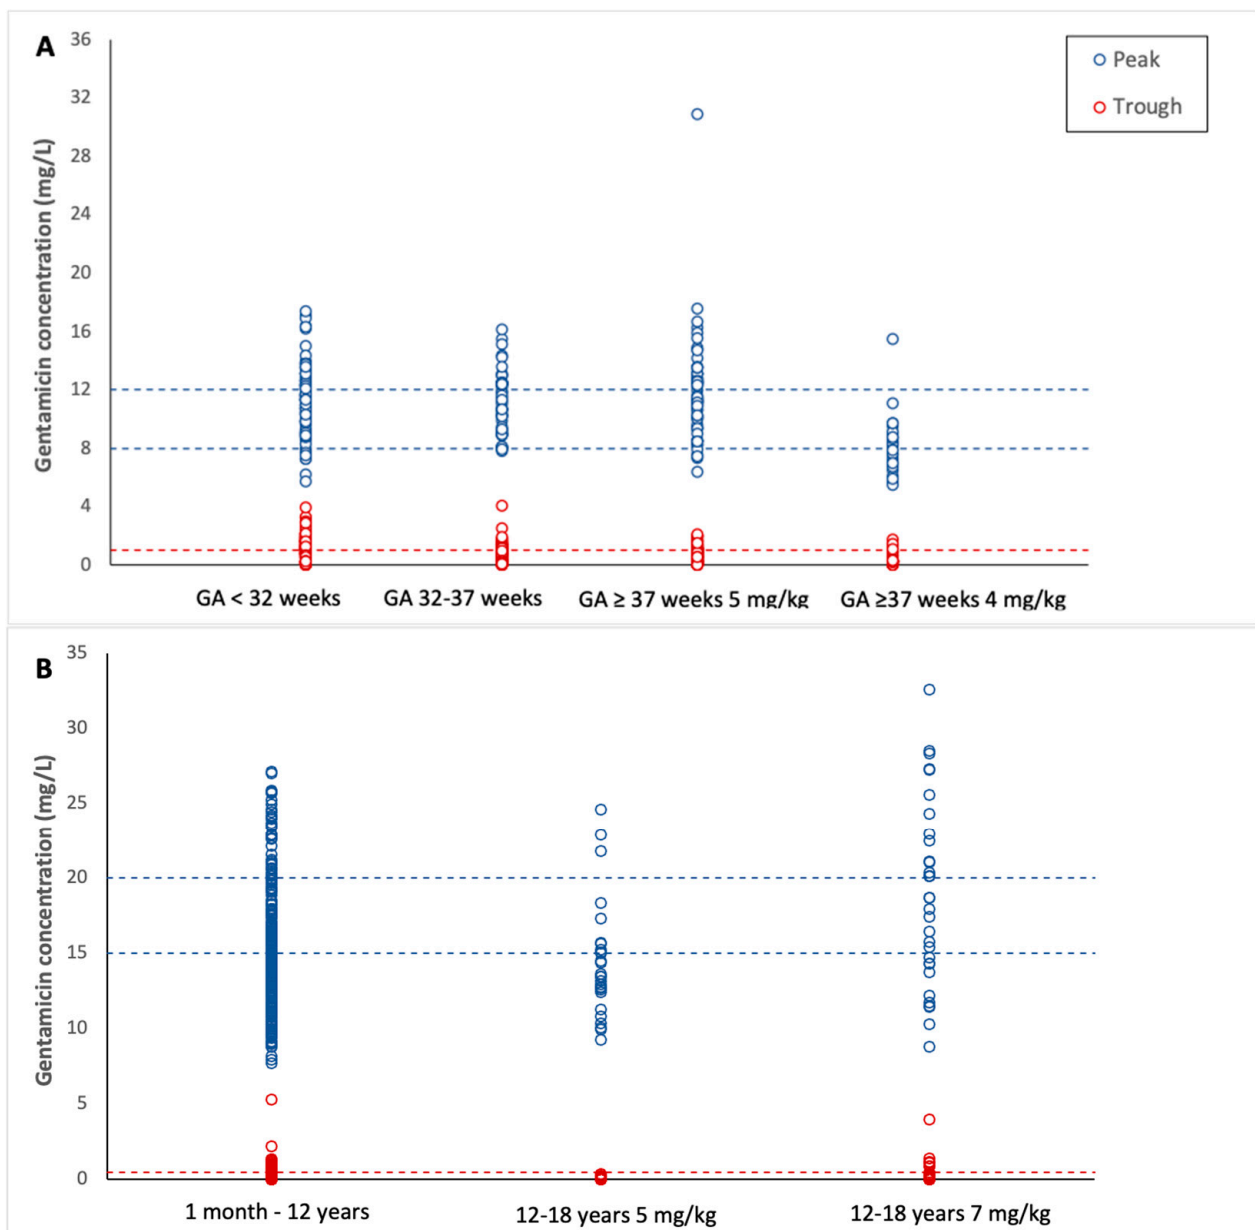 A
Peak
Trough
Gentamicin concentration (mg/L)
36
32
28
24
20
16
12
8
4
0
GA < 32 weeks GA 32-37 weeks GA ≥ 37 weeks 5 mg/kg GA ≥37 weeks 4 mg/kg
B
Gentamicin concentration (mg/L)
35
30
25
20
15
10
5
0
1 month - 12 years 12-18 years 5 mg/kg 12-18 years 7 mg/kg